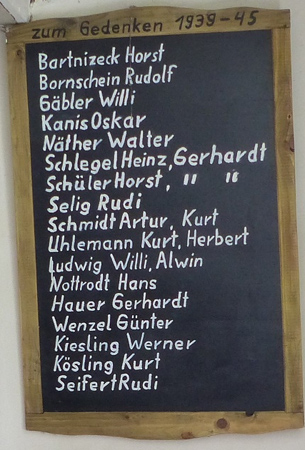 zum Gedenken 1939-45
Bartnizeck Horst
Bornschein Rudolf
Gäbler Willi
Kanis Oskar
Näther Walter
Schlegel Heinz, Gerhardt
Schüler Horst, " "
Selig Rudi
Schmidt Artur, Kurt
Uhlemann Kurt, Herbert
Ludwig Willi, Alwin
Nottrodt Hans
Hauer Gerhardt
Wenzel Günter
Kiesling Werner
Kösling Kurt
Seifert Rudi